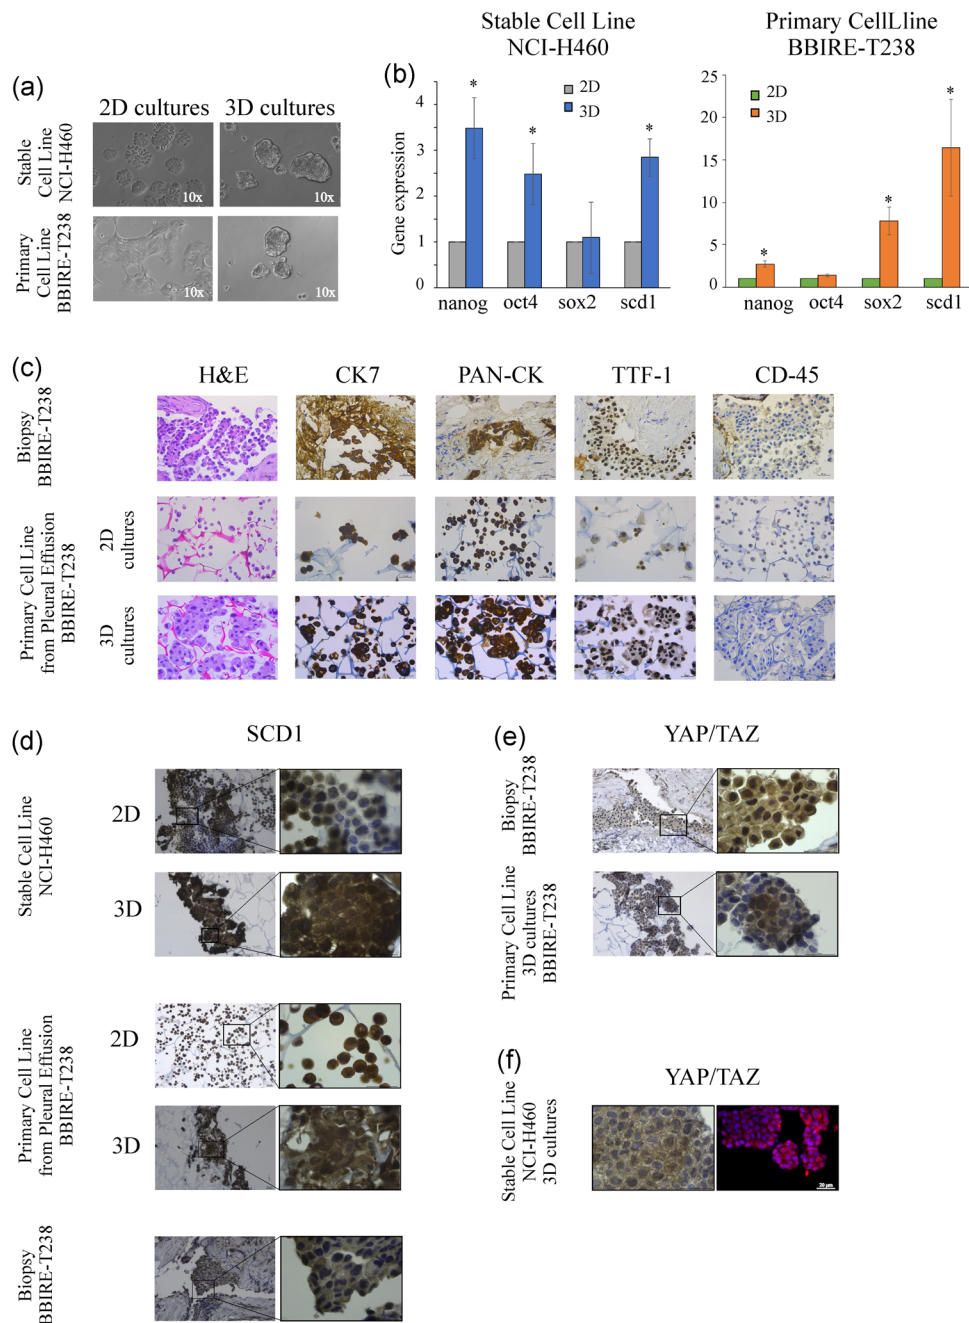 (a)
2D cultures
3D cultures
Stable
Cell Line
NCI-H460
10x
10x
Primary
Cell Line
BBIRE-T238
10x
10x
(b)
Stable Cell Line
NCI-H460
Gene expression
4
3
2
1
0
2D
3D
*
*
*
nanog
oct4
sox2
scd1
Primary CellLline
BBIRE-T238
25
20
15
10
5
0
2D
3D
*
*
*
nanog
oct4
sox2
scd1
(c)
H&E
CK7
PAN-CK
TTF-1
CD-45
Biopsy
BBIRE-T238
Primary Cell Line
from Pleural Effusion
BBIRE-T238
2D
cultures
3D
cultures
(d)
SCD1
Stable Cell Line
NCI-H460
2D
3D
Primary Cell Line
from Pleural Effusion
BBIRE-T238
2D
3D
Biopsy
BBIRE-T238
(e)
YAP/TAZ
Biopsy
BBIRE-T238
Primary Cell Line
3D cultures
BBIRE-T238
(f)
YAP/TAZ
Stable Cell Line
NCI-H460
3D cultures
20 μm